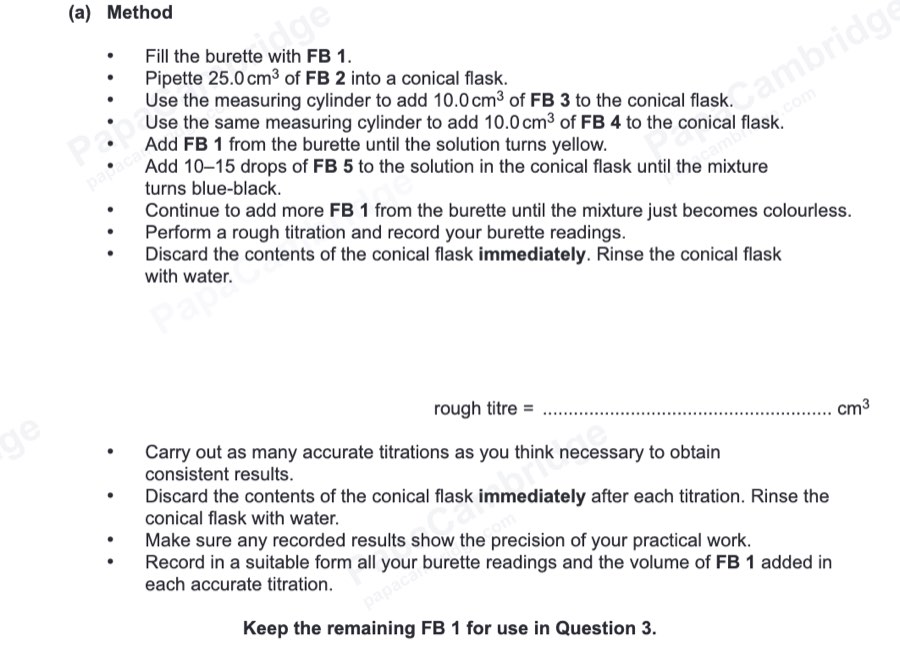 (a) Method
• Fill the burette with FB 1.
• Pipette 25.0 cm³ of FB 2 into a conical flask.
• Use the measuring cylinder to add 10.0 cm³ of FB 3 to the conical flask.
• Use the same measuring cylinder to add 10.0 cm³ of FB 4 to the conical flask.
• Add FB 1 from the burette until the solution turns yellow.
• Add 10–15 drops of FB 5 to the solution in the conical flask until the mixture
turns blue-black.
• Continue to add more FB 1 from the burette until the mixture just becomes colourless.
• Perform a rough titration and record your burette readings.
• Discard the contents of the conical flask immediately. Rinse the conical flask
with water.
rough titre = .......................................................... cm³
• Carry out as many accurate titrations as you think necessary to obtain
consistent results.
• Discard the contents of the conical flask immediately after each titration. Rinse the
conical flask with water.
• Make sure any recorded results show the precision of your practical work.
• Record in a suitable form all your burette readings and the volume of FB 1 added in
each accurate titration.
Keep the remaining FB 1 for use in Question 3.